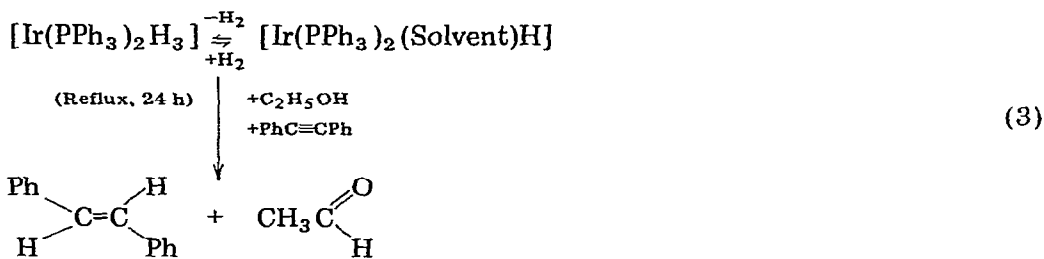 [Ir(PPh₃)₂H₃] −H₂ ⇌ +H₂ [Ir(PPh₃)₂(Solvent)H]
(Reflux, 24 h) +C₂H₅OH
+PhC≡CPh
(3)
Ph H
C=C + CH₃C O
H Ph H